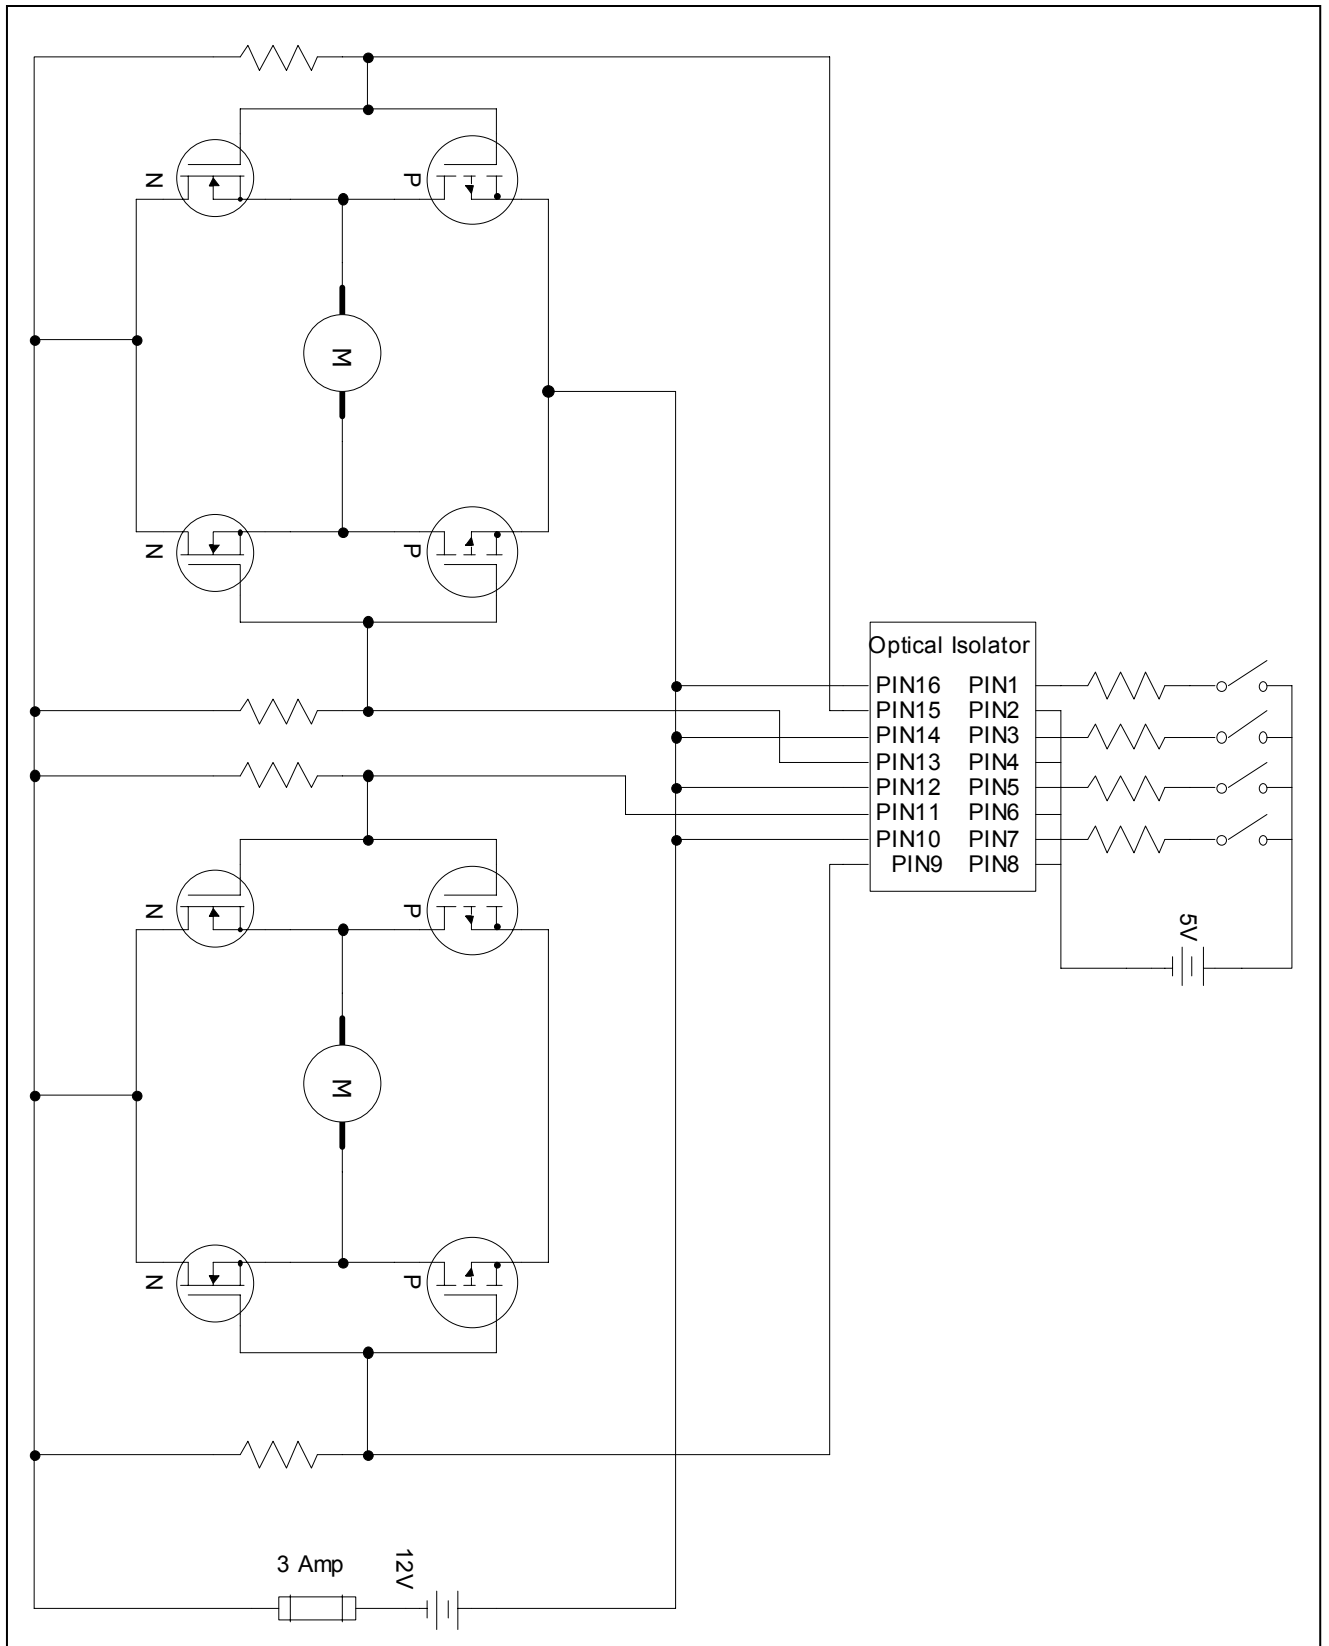 N
P
M
N
P
Optical Isolator
PIN16 PIN1
PIN15 PIN2
PIN14 PIN3
PIN13 PIN4
PIN12 PIN5
PIN11 PIN6
PIN10 PIN7
PIN9 PIN8
N
P
5V
M
N
P
3 Amp
12V